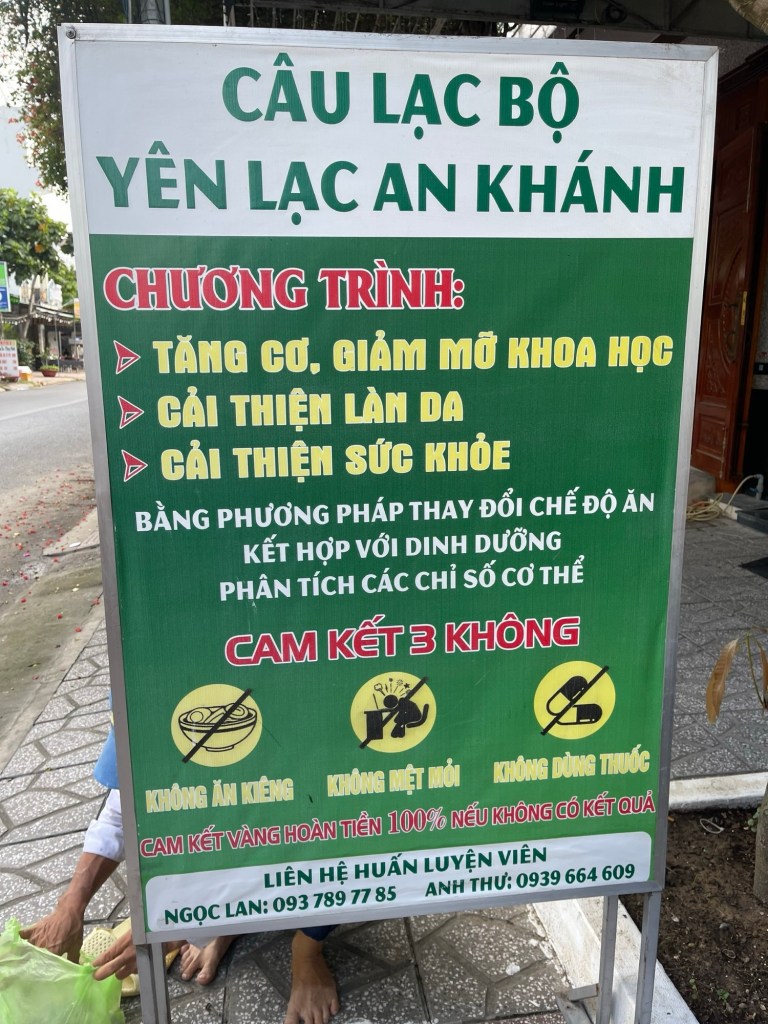 CÂU LẠC BỘ
YÊN LẠC AN KHÁNH
CHƯƠNG TRÌNH:
TĂNG CƠ, GIẢM MỠ KHOA HỌC
CẢI THIỆN LÀN DA
CẢI THIỆN SỨC KHỎE
BẰNG PHƯƠNG PHÁP THAY ĐỔI CHẾ ĐỘ ĂN
KẾT HỢP VỚI DINH DƯỠNG
PHÂN TÍCH CÁC CHỈ SỐ CƠ THỂ
CAM KẾT 3 KHÔNG
KHÔNG ĂN KIÊNG
KHÔNG MỆT MỎI
KHÔNG DÙNG THUỐC
CAM KẾT VÀNG HOÀN TIỀN 100% NẾU KHÔNG CÓ KẾT QUẢ
LIÊN HỆ HUẤN LUYỆN VIÊN
NGỌC LAN: 093 789 77 85 ANH THƯ: 0939 664 609